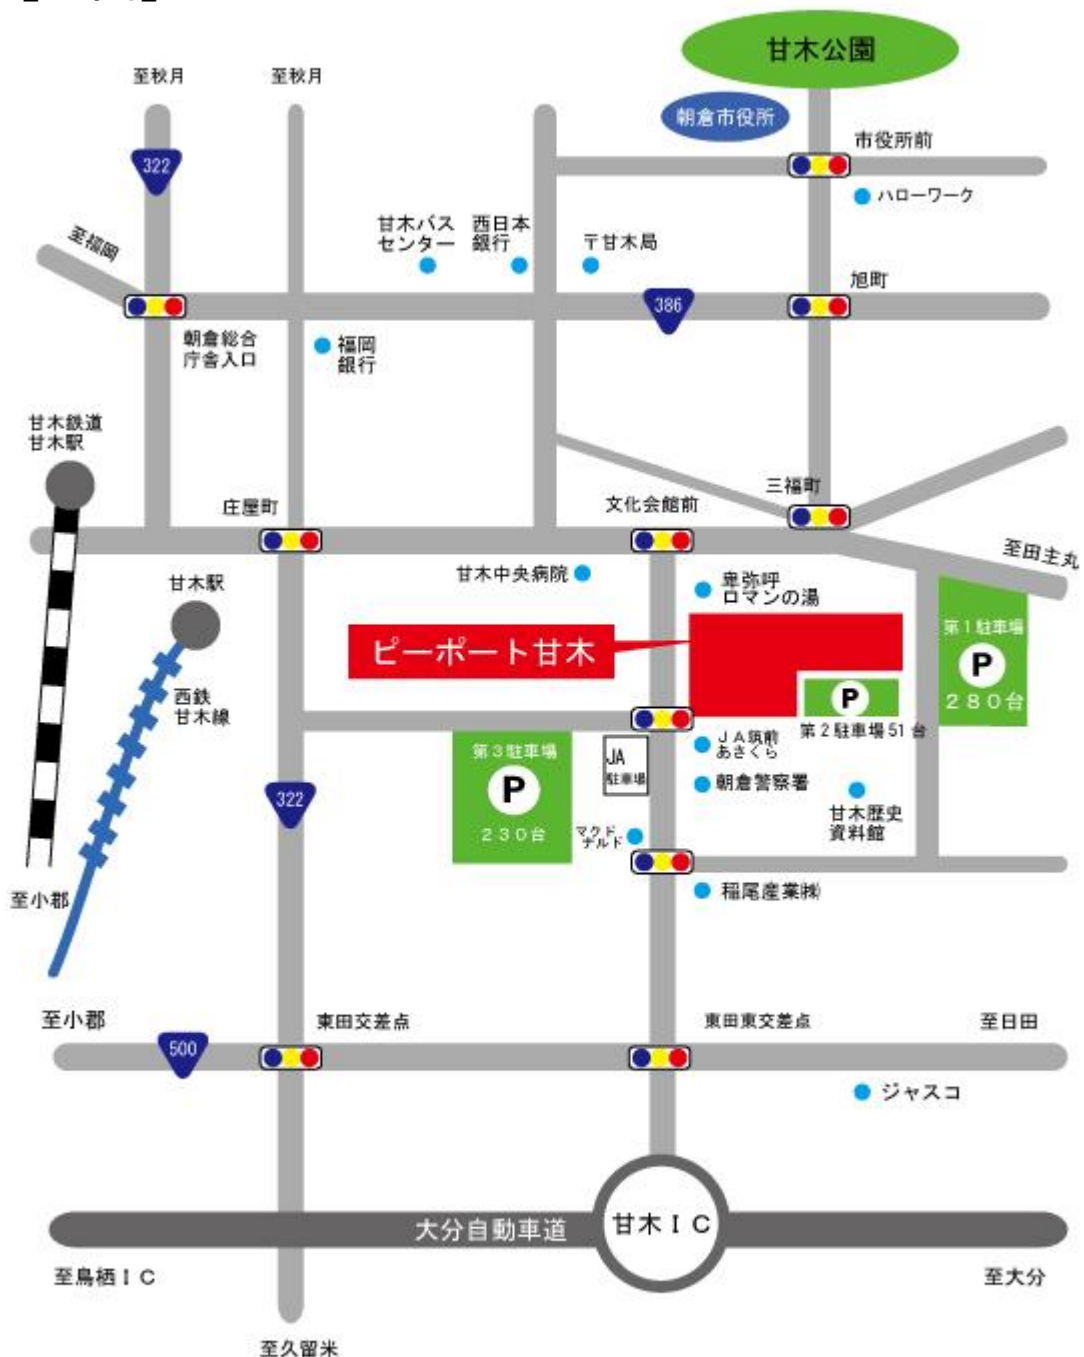 甘木公園
至秋月
至秋月
朝倉市役所
市役所前
322
ハローワーク
甘木バス
センター
西日本
銀行
〒甘木局
至福岡
旭町
386
朝倉総合
庁舎入口
福岡
銀行
甘木鉄道
甘木駅
三福町
庄屋町
文化会館前
至田主丸
甘木駅
甘木中央病院
卑弥呼
ロマンの湯
第1駐車場
P
280台
ピーポート甘木
P
第2駐車場51台
西鉄
甘木線
第3駐車場
P
230台
JA
駐車場
JA筑前
あさくら
朝倉警察署
322
マクド
ナルド
甘木歴史
資料館
至小郡
稲尾産業㈱
至小郡
東田交差点
東田東交差点
至日田
500
ジャスコ
大分自動車道
甘木IC
至鳥栖IC
至大分
至久留米